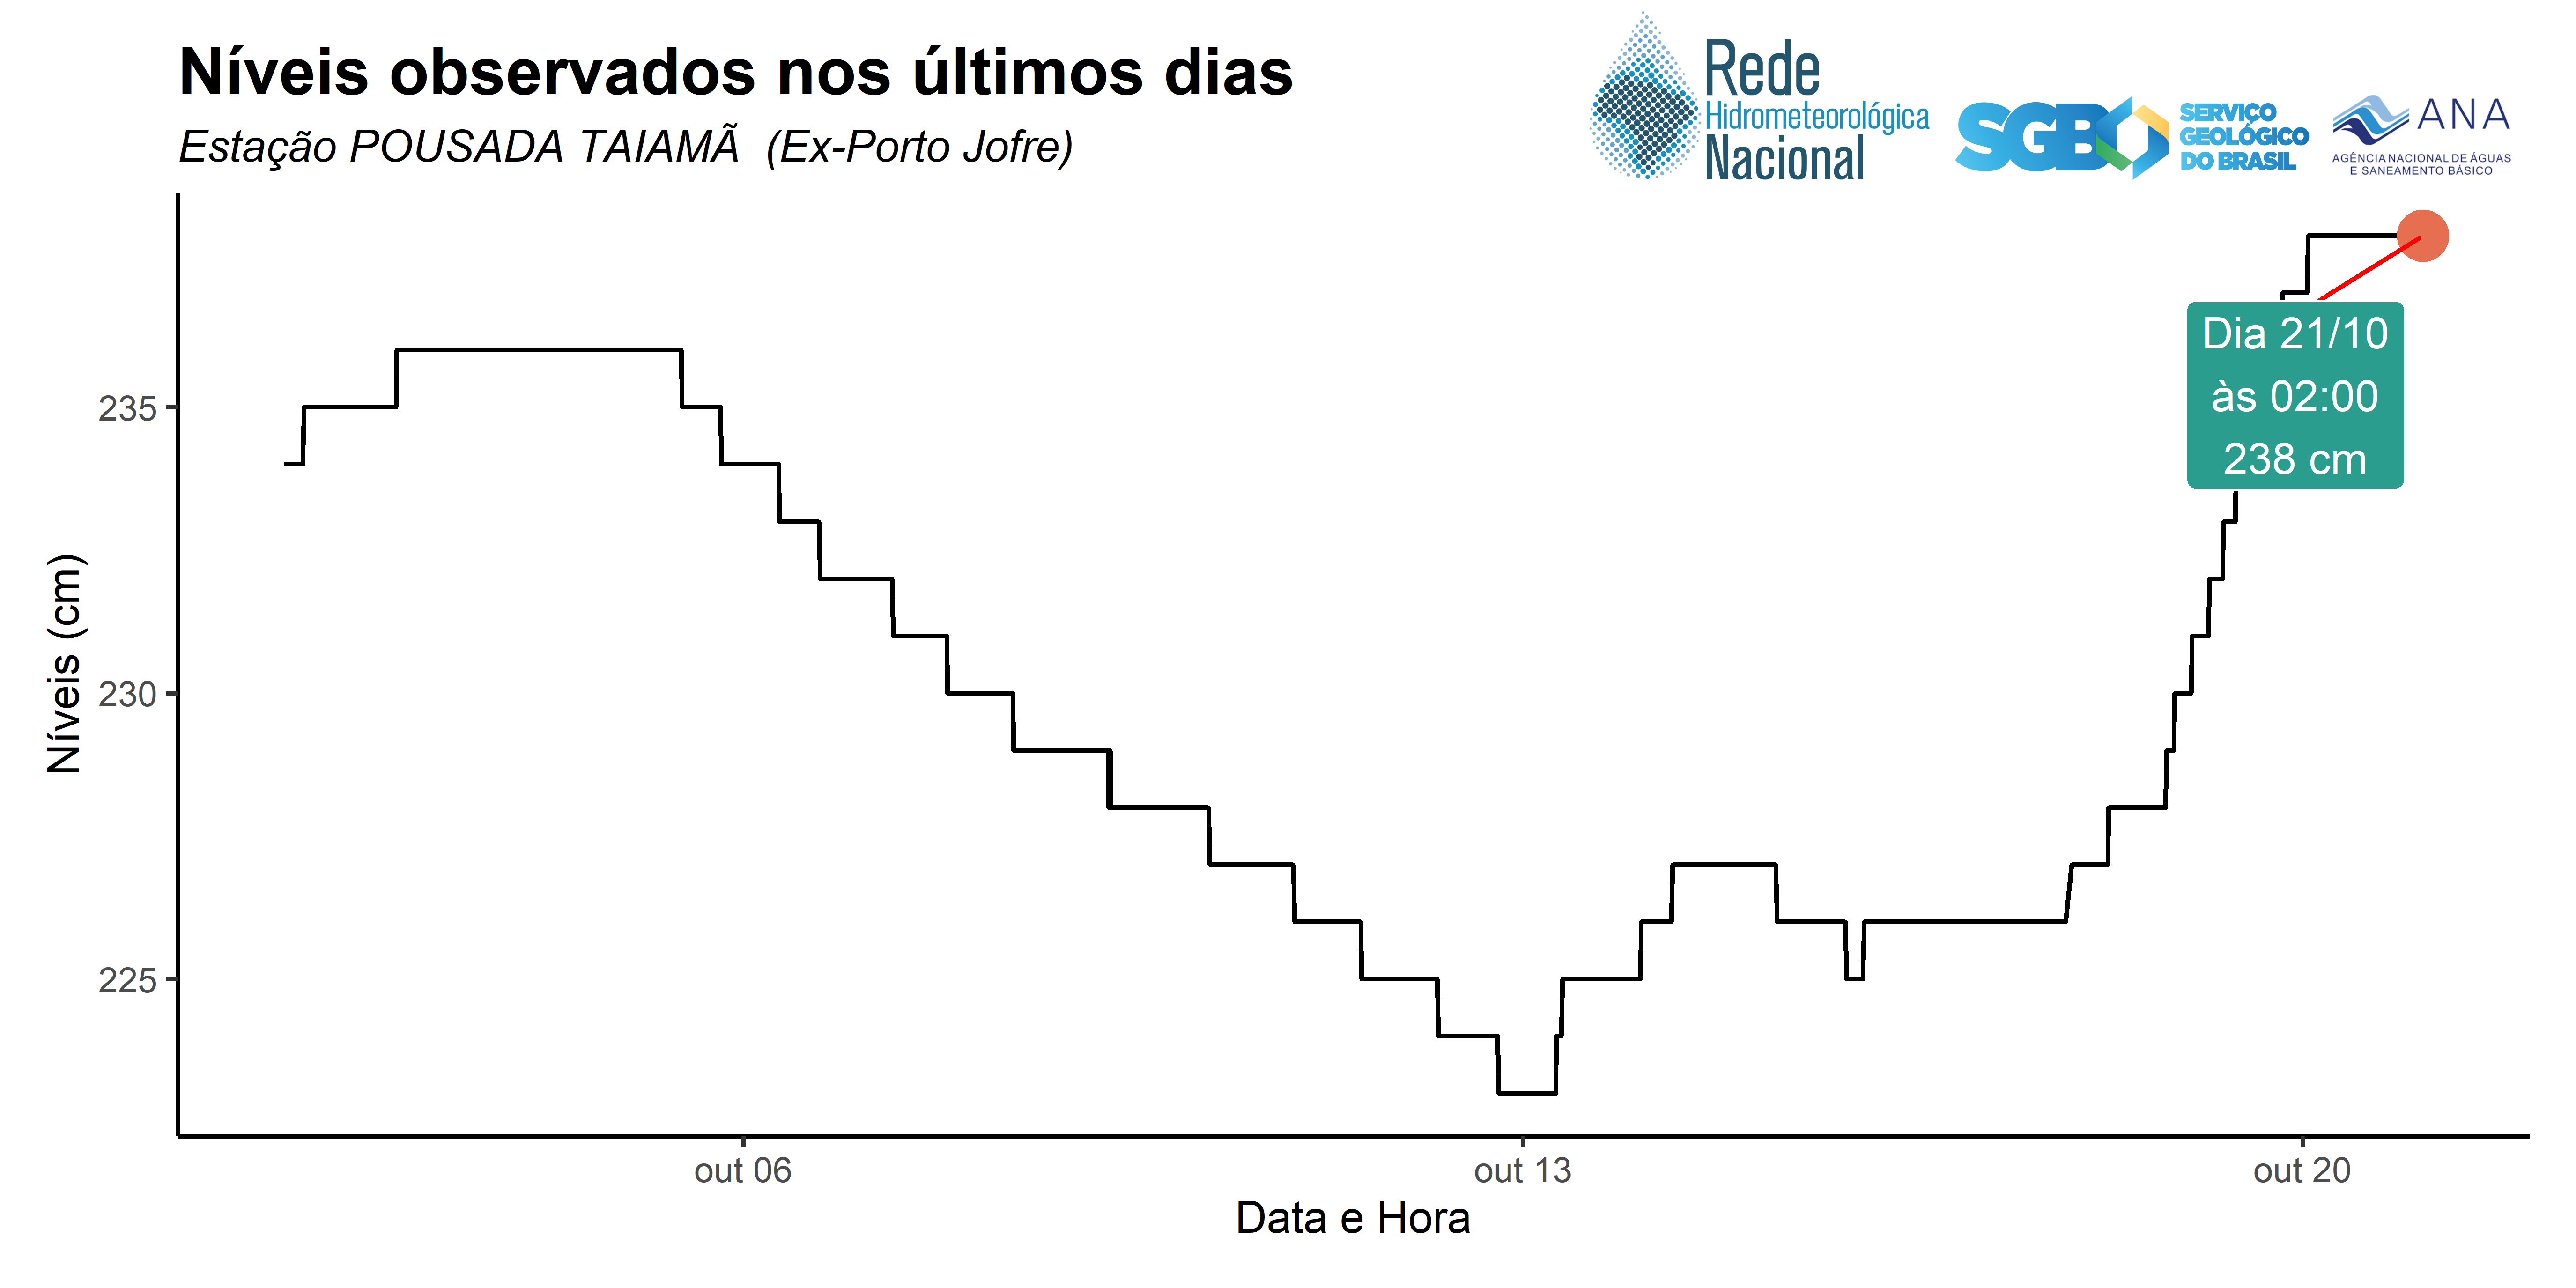 Níveis observados nos últimos dias
Estação POUSADA TAIAMÃ  (Ex-Porto Jofre)
Rede
Hidrometeorológica
Nacional
SGB
SERVIÇO
GEOLÓGICO
DO BRASIL
ANA
AGÊNCIA NACIONAL DE ÁGUAS
E SANEAMENTO BÁSICO
Dia 21/10
às 02:00
238 cm
Níveis (cm)
235
230
225
out 06
out 13
out 20
Data e Hora